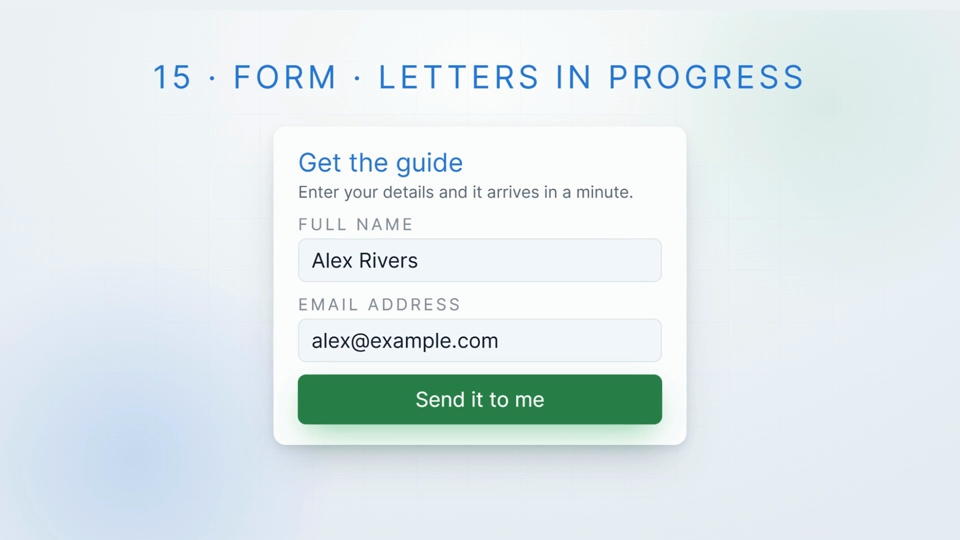 15 · FORM · LETTERS IN PROGRESS
Get the guide
Enter your details and it arrives in a minute.
FULL NAME
Alex Rivers
EMAIL ADDRESS
alex@example.com
Send it to me